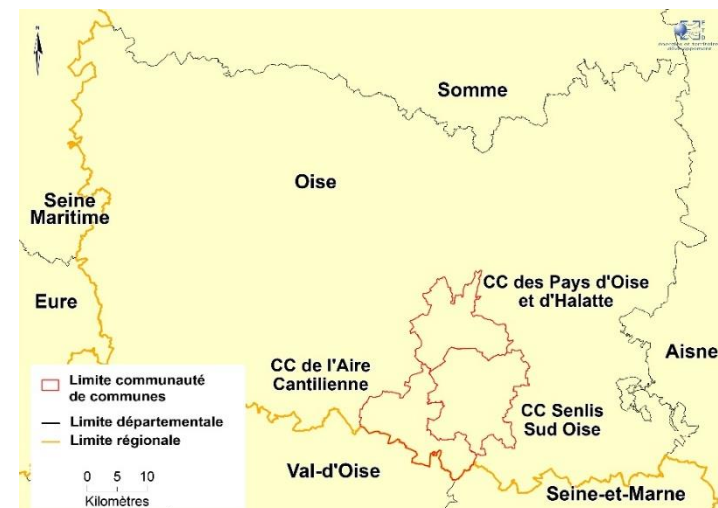 Somme
Oise
Seine
Maritime
Eure
CC des Pays d'Oise
et d'Halatte
Aisne
CC de l'Aire
Cantilienne
CC Senlis
Sud Oise
Val-d'Oise
Seine-et-Marne
Limite communauté
de communes
Limite départementale
Limite régionale
0 5 10
Kilomètres